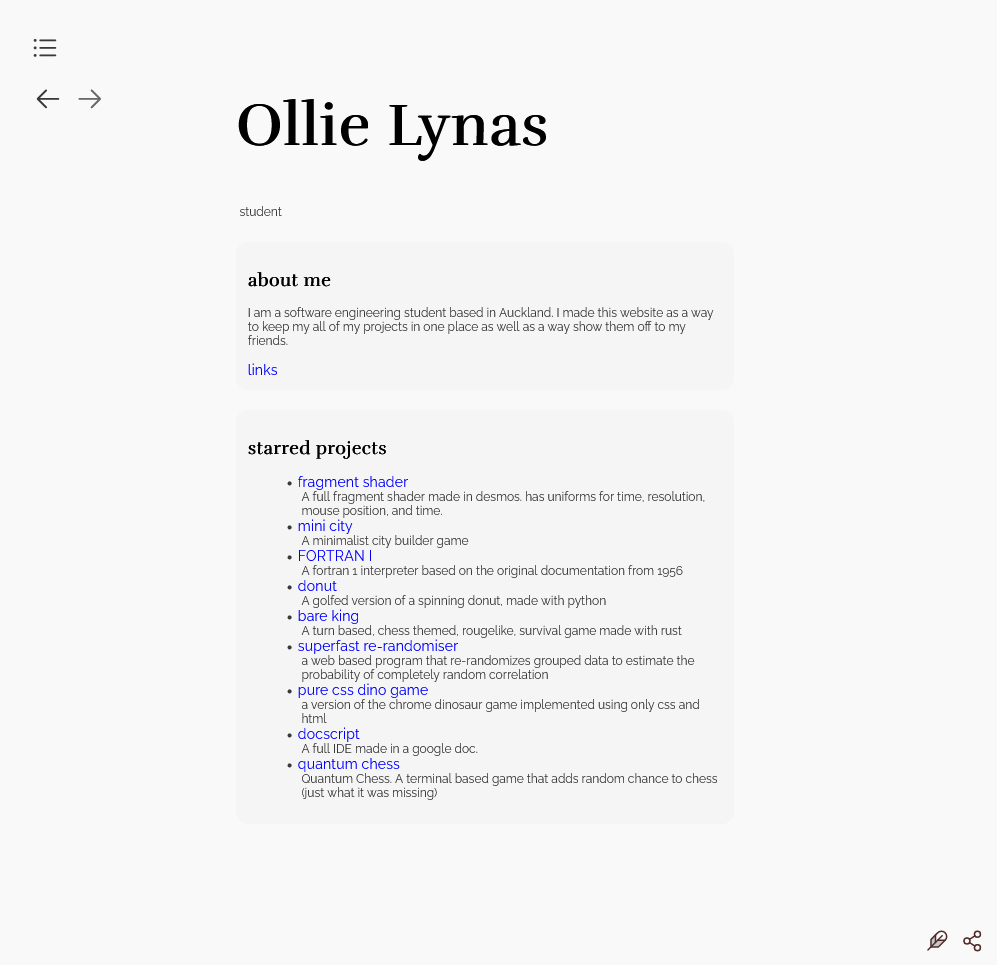 Ollie Lynas
student
about me
I am a software engineering student based in Auckland. I made this website as a way
to keep my all of my projects in one place as well as a way show them off to my
friends.
links
starred projects
• fragment shader
A full fragment shader made in desmos. has uniforms for time, resolution,
mouse position, and time.
• mini city
A minimalist city builder game
• FORTRAN I
A fortran 1 interpreter based on the original documentation from 1956
• donut
A golfed version of a spinning donut, made with python
• bare king
A turn based, chess themed, rougelike, survival game made with rust
• superfast re-randomiser
a web based program that re-randomizes grouped data to estimate the
probability of completely random correlation
• pure css dino game
a version of the chrome dinosaur game implemented using only css and
html
• docscript
A full IDE made in a google doc.
• quantum chess
Quantum Chess. A terminal based game that adds random chance to chess
(just what it was missing)